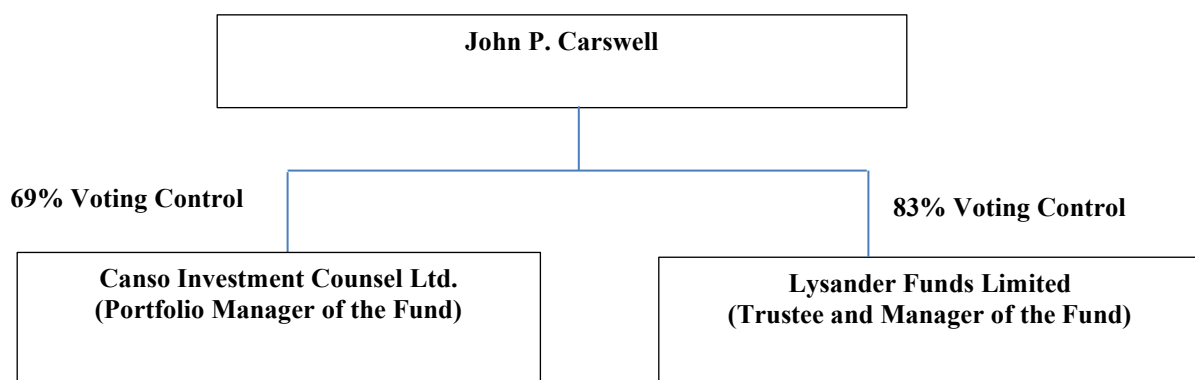 John P. Carswell
69% Voting Control
83% Voting Control
Canso Investment Counsel Ltd.
(Portfolio Manager of the Fund)
Lysander Funds Limited
(Trustee and Manager of the Fund)